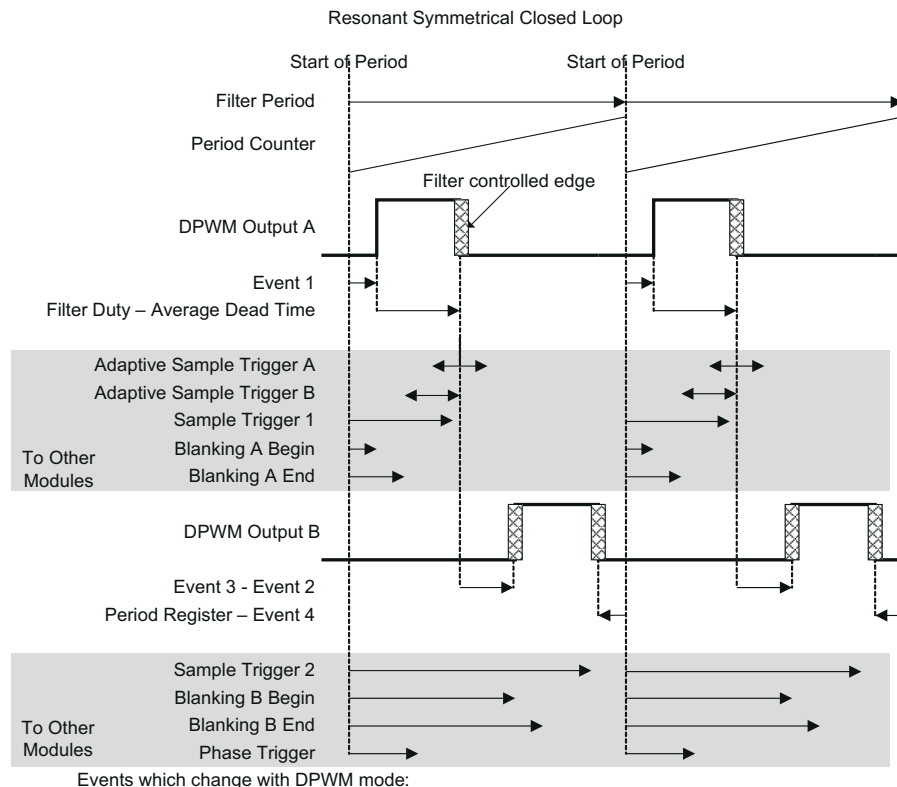 Resonant Symmetrical Closed Loop
Start of Period Start of Period
Filter Period
Period Counter
Filter controlled edge
DPWM Output A
Event 1
Filter Duty – Average Dead Time
Adaptive Sample Trigger A
Adaptive Sample Trigger B
Sample Trigger 1
Blanking A Begin
To Other
Modules
Blanking A End
DPWM Output B
Event 3 - Event 2
Period Register – Event 4
Sample Trigger 2
Blanking B Begin
Blanking B End
To Other
Modules
Phase Trigger
Events which change with DPWM mode: